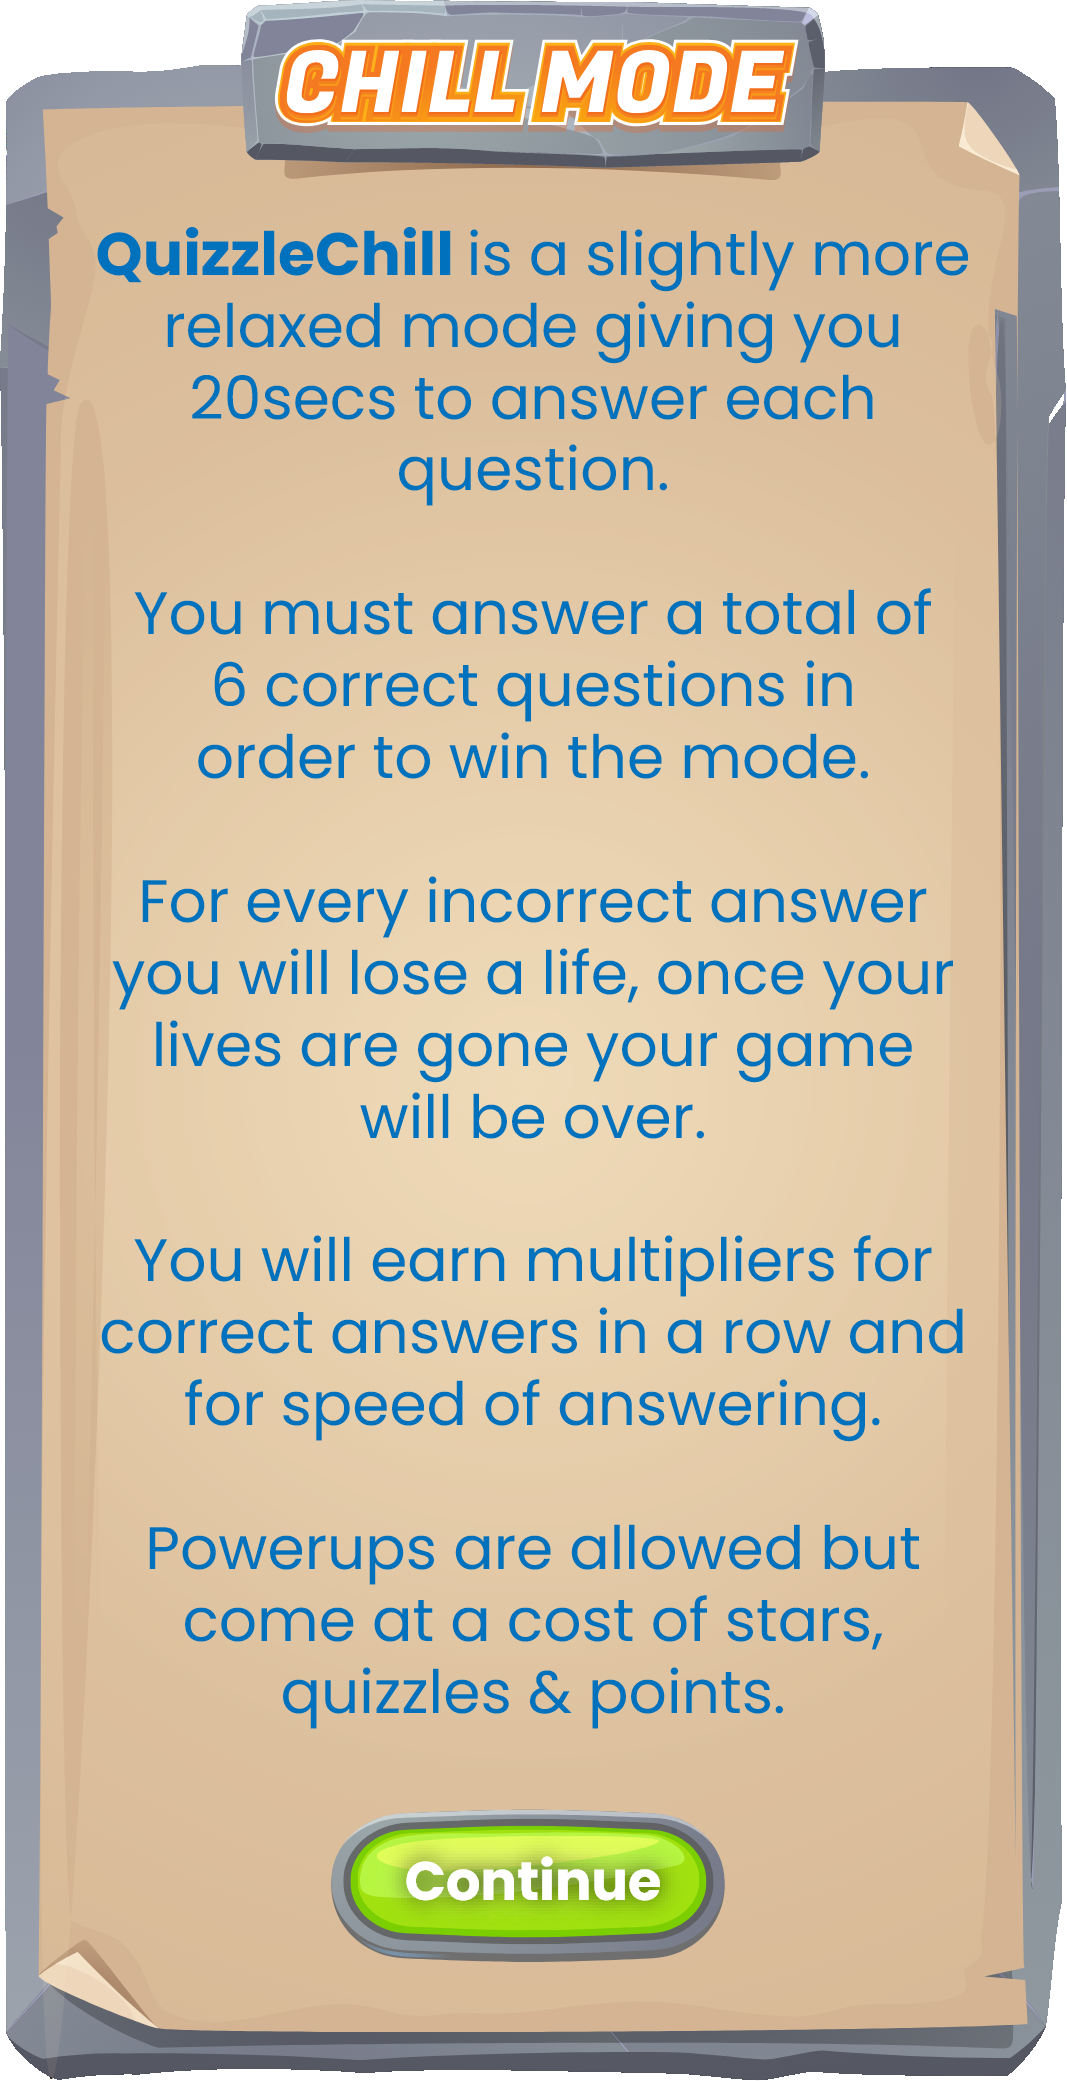 CHILL MODE
QuizzleChill is a slightly more
relaxed mode giving you
20secs to answer each
question.
You must answer a total of
6 correct questions in
order to win the mode.
For every incorrect answer
you will lose a life, once your
lives are gone your game
will be over.
You will earn multipliers for
correct answers in a row and
for speed of answering.
Powerups are allowed but
come at a cost of stars,
quizzles & points.
Continue